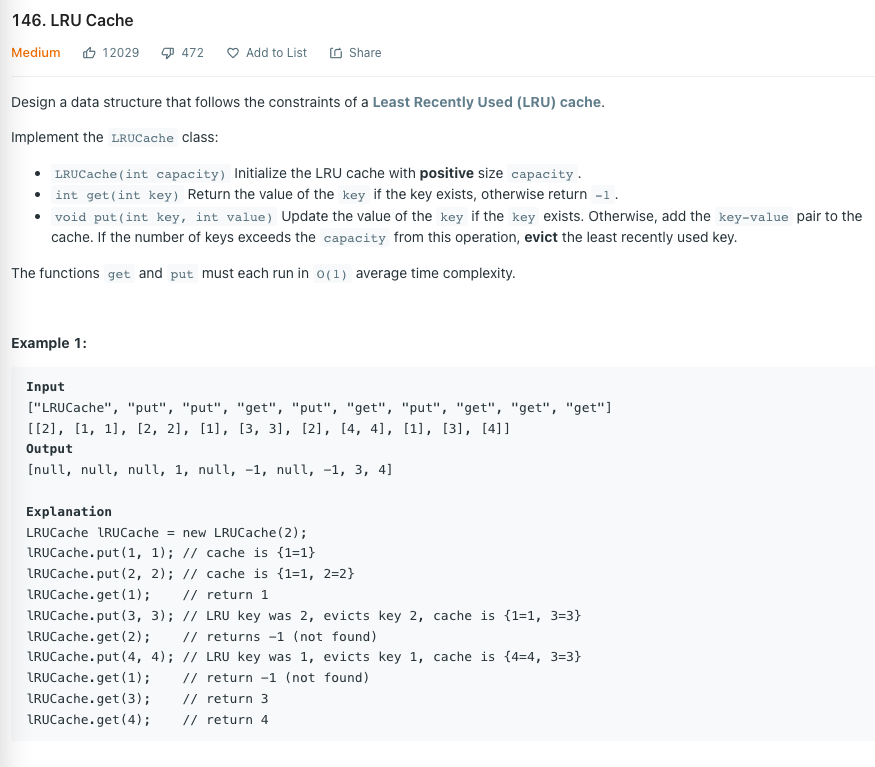 146. LRU Cache
Medium 12029 472 Add to List Share
Design a data structure that follows the constraints of a Least Recently Used (LRU) cache.
Implement the LRUCache class:
• LRUCache(int capacity) Initialize the LRU cache with positive size capacity.
• int get(int key) Return the value of the key if the key exists, otherwise return -1.
• void put(int key, int value) Update the value of the key if the key exists. Otherwise, add the key-value pair to the
cache. If the number of keys exceeds the capacity from this operation, evict the least recently used key.
The functions get and put must each run in O(1) average time complexity.
Example 1:
Input
["LRUCache", "put", "put", "get", "put", "get", "put", "get", "get", "get"]
[[2], [1, 1], [2, 2], [1], [3, 3], [2], [4, 4], [1], [3], [4]]
Output
[null, null, null, 1, null, -1, null, -1, 3, 4]
Explanation
LRUCache lRUCache = new LRUCache(2);
lRUCache.put(1, 1); // cache is {1=1}
lRUCache.put(2, 2); // cache is {1=1, 2=2}
lRUCache.get(1);    // return 1
lRUCache.put(3, 3); // LRU key was 2, evicts key 2, cache is {1=1, 3=3}
lRUCache.get(2);    // returns -1 (not found)
lRUCache.put(4, 4); // LRU key was 1, evicts key 1, cache is {4=4, 3=3}
lRUCache.get(1);    // return -1 (not found)
lRUCache.get(3);    // return 3
lRUCache.get(4);    // return 4